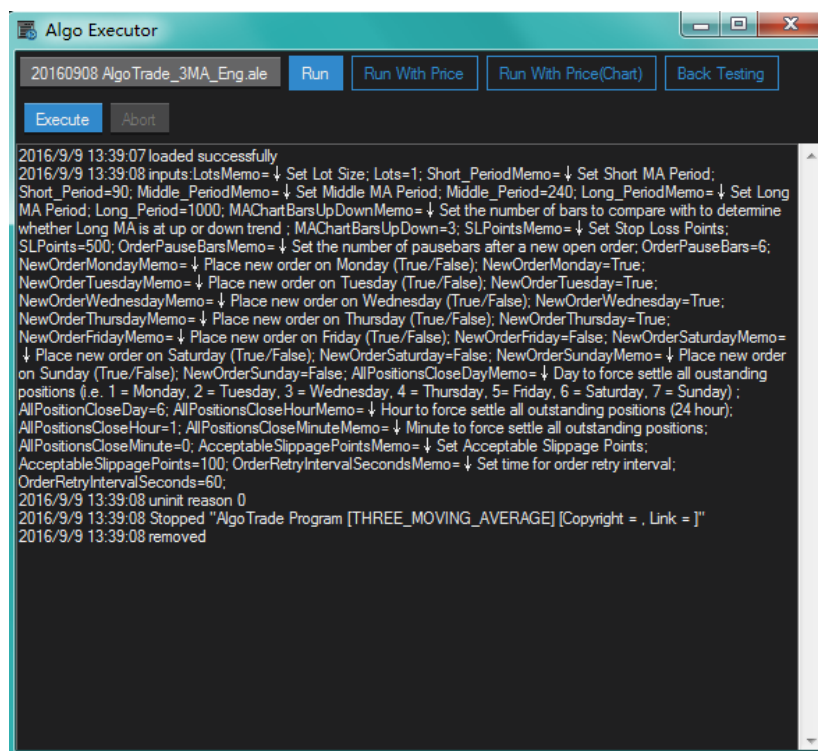 Algo Executor
20160908 AlgoTrade_3MA_Eng.ale Run Run With Price Run With Price(Chart) Back Testing
Execute Abort
2016/9/9 13:39:07 loaded successfully
2016/9/9 13:39:08 inputs:LotsMemo=↓ Set Lot Size; Lots=1; Short_PeriodMemo=↓ Set Short MA Period;
Short_Period=90; Middle_PeriodMemo=↓ Set Middle MA Period; Middle_Period=240; Long_PeriodMemo=↓ Set Long
MA Period; Long_Period=1000; MAChartBarsUpDownMemo=↓ Set the number of bars to compare with to determine
whether Long MA is at up or down trend ; MAChartBarsUpDown=3; SLPointsMemo=↓ Set Stop Loss Points;
SLPoints=500; OrderPauseBarsMemo=↓ Set the number of pausebars after a new open order; OrderPauseBars=6;
NewOrderMondayMemo=↓ Place new order on Monday (True/False); NewOrderMonday=True;
NewOrderTuesdayMemo=↓ Place new order on Tuesday (True/False); NewOrderTuesday=True;
NewOrderWednesdayMemo=↓ Place new order on Wednesday (True/False); NewOrderWednesday=True;
NewOrderThursdayMemo=↓ Place new order on Thursday (True/False); NewOrderThursday=True;
NewOrderFridayMemo=↓ Place new order on Friday (True/False); NewOrderFriday=False; NewOrderSaturdayMemo=
↓ Place new order on Saturday (True/False); NewOrderSaturday=False; NewOrderSundayMemo=↓ Place new order
on Sunday (True/False); NewOrderSunday=False; AllPositionsCloseDayMemo=↓ Day to force settle all oustanding
positions (i.e. 1 = Monday, 2 = Tuesday, 3 = Wednesday, 4 = Thursday, 5= Friday, 6 = Saturday, 7 = Sunday) ;
AllPositionCloseDay=6; AllPositionsCloseHourMemo=↓ Hour to force settle all outstanding positions (24 hour);
AllPositionsCloseHour=1; AllPositionsCloseMinuteMemo=↓ Minute to force settle all outstanding positions;
AllPositionsCloseMinute=0; AcceptableSlippagePointsMemo=↓ Set Acceptable Slippage Points;
AcceptableSlippagePoints=100; OrderRetryIntervalSecondsMemo=↓ Set time for order retry interval;
OrderRetryIntervalSeconds=60;
2016/9/9 13:39:08 uninit reason 0
2016/9/9 13:39:08 Stopped "AlgoTrade Program [THREE_MOVING_AVERAGE] [Copyright = , Link = ]"
2016/9/9 13:39:08 removed